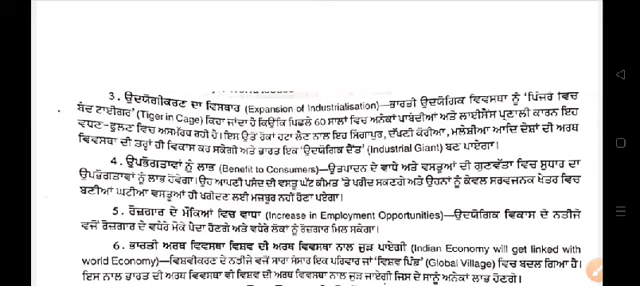 3. ਉਦਯੋਗੀਕਰਣ ਦਾ ਵਿਸਥਾਰ (Expansion of Industrialisation)—ਭਾਰਤੀ ਉਦਯੋਗਿਕ ਵਿਵਸਥਾ ਨੂੰ 'ਪਿੰਜਰੇ ਵਿਚ
ਬੰਦ ਟਾਈਗਰ' (Tiger in Cage) ਕਿਹਾ ਜਾਂਦਾ ਹੈ ਕਿਉਂਕਿ ਪਿਛਲੇ 60 ਸਾਲਾਂ ਵਿਚ ਅਨੇਕਾਂ ਪਾਬੰਦੀਆਂ ਅਤੇ ਲਾਈਸੈਂਸ ਪ੍ਰਣਾਲੀ ਕਾਰਨ ਇਹ
ਵਧਣ-ਫੁਲਣ ਵਿਚ ਅਸਮਰੱਥ ਰਹੀ ਹੈ। ਇਸ ਉਤੇ ਰੋਕਾਂ ਹਟਾ ਲੈਣ ਨਾਲ ਇਹ ਸਿੰਗਾਪੁਰ, ਦੱਖਣੀ ਕੋਰੀਆ, ਮਲੇਸ਼ੀਆ ਆਦਿ ਦੇਸ਼ਾਂ ਦੀ ਅਰਥ
ਵਿਵਸਥਾ ਦੀ ਤਰ੍ਹਾਂ ਹੀ ਵਿਕਾਸ ਕਰ ਸਕੇਗੀ ਅਤੇ ਭਾਰਤ ਇਕ 'ਉਦਯੋਗਿਕ ਦੈਂਤ' (Industrial Giant) ਬਣ ਪਾਏਗਾ।
4. ਉਪਭੋਗਤਾਵਾਂ ਨੂੰ ਲਾਭ (Benefit to Consumers)—ਉਤਪਾਦਨ ਦੇ ਵਾਧੇ ਅਤੇ ਵਸਤੂਆਂ ਦੀ ਗੁਣਵੱਤਾ ਵਿਚ ਸੁਧਾਰ ਦਾ
ਉਪਭੋਗਤਾਵਾਂ ਨੂੰ ਲਾਭ ਹੋਵੇਗਾ। ਉਹ ਆਪਣੀ ਪਸੰਦ ਦੀ ਵਸਤੂ ਘੱਟ ਕੀਮਤ 'ਤੇ ਖਰੀਦ ਸਕਣਗੇ ਅਤੇ ਉਹਨਾਂ ਨੂੰ ਕੇਵਲ ਸਰਵਜਨਕ ਖੇਤਰ ਵਿਚ
ਬਣੀਆਂ ਘਟੀਆ ਵਸਤੂਆਂ ਹੀ ਖਰੀਦਣ ਲਈ ਮਜਬੂਰ ਨਹੀਂ ਹੋਣਾ ਪਵੇਗਾ।
5. ਰੋਜ਼ਗਾਰ ਦੇ ਮੌਕਿਆਂ ਵਿਚ ਵਾਧਾ (Increase in Employment Opportunities)—ਉਦਯੋਗਿਕ ਵਿਕਾਸ ਦੇ ਨਤੀਜੇ
ਵਜੋਂ ਰੋਜ਼ਗਾਰ ਦੇ ਵਧੇਰੇ ਮੌਕੇ ਪੈਦਾ ਹੋਣਗੇ ਅਤੇ ਵਧੇਰੇ ਲੋਕਾਂ ਨੂੰ ਰੋਜ਼ਗਾਰ ਮਿਲ ਸਕੇਗਾ।
6. ਭਾਰਤੀ ਅਰਥ ਵਿਵਸਥਾ ਵਿਸ਼ਵ ਦੀ ਅਰਥ ਵਿਵਸਥਾ ਨਾਲ ਜੁੜ ਪਾਏਗੀ (Indian Economy will get linked with
world Economy)—ਵਿਸ਼ਵੀਕਰਣ ਦੇ ਨਤੀਜੇ ਵਜੋਂ ਸਾਰਾ ਸੰਸਾਰ ਇਕ ਪਰਿਵਾਰ ਜਾਂ 'ਵਿਸ਼ਵ ਪਿੰਡ' (Global Village) ਵਿਚ ਬਦਲ ਗਿਆ ਹੈ।
ਇਸ ਨਾਲ ਭਾਰਤ ਦੀ ਅਰਥ ਵਿਵਸਥਾ ਵੀ ਵਿਸ਼ਵ ਦੀ ਅਰਥ ਵਿਵਸਥਾ ਨਾਲ ਜੁੜ ਜਾਏਗੀ ਜਿਸ ਦੇ ਸਾਨੂੰ ਅਨੇਕਾਂ ਲਾਭ ਹੋਣਗੇ।